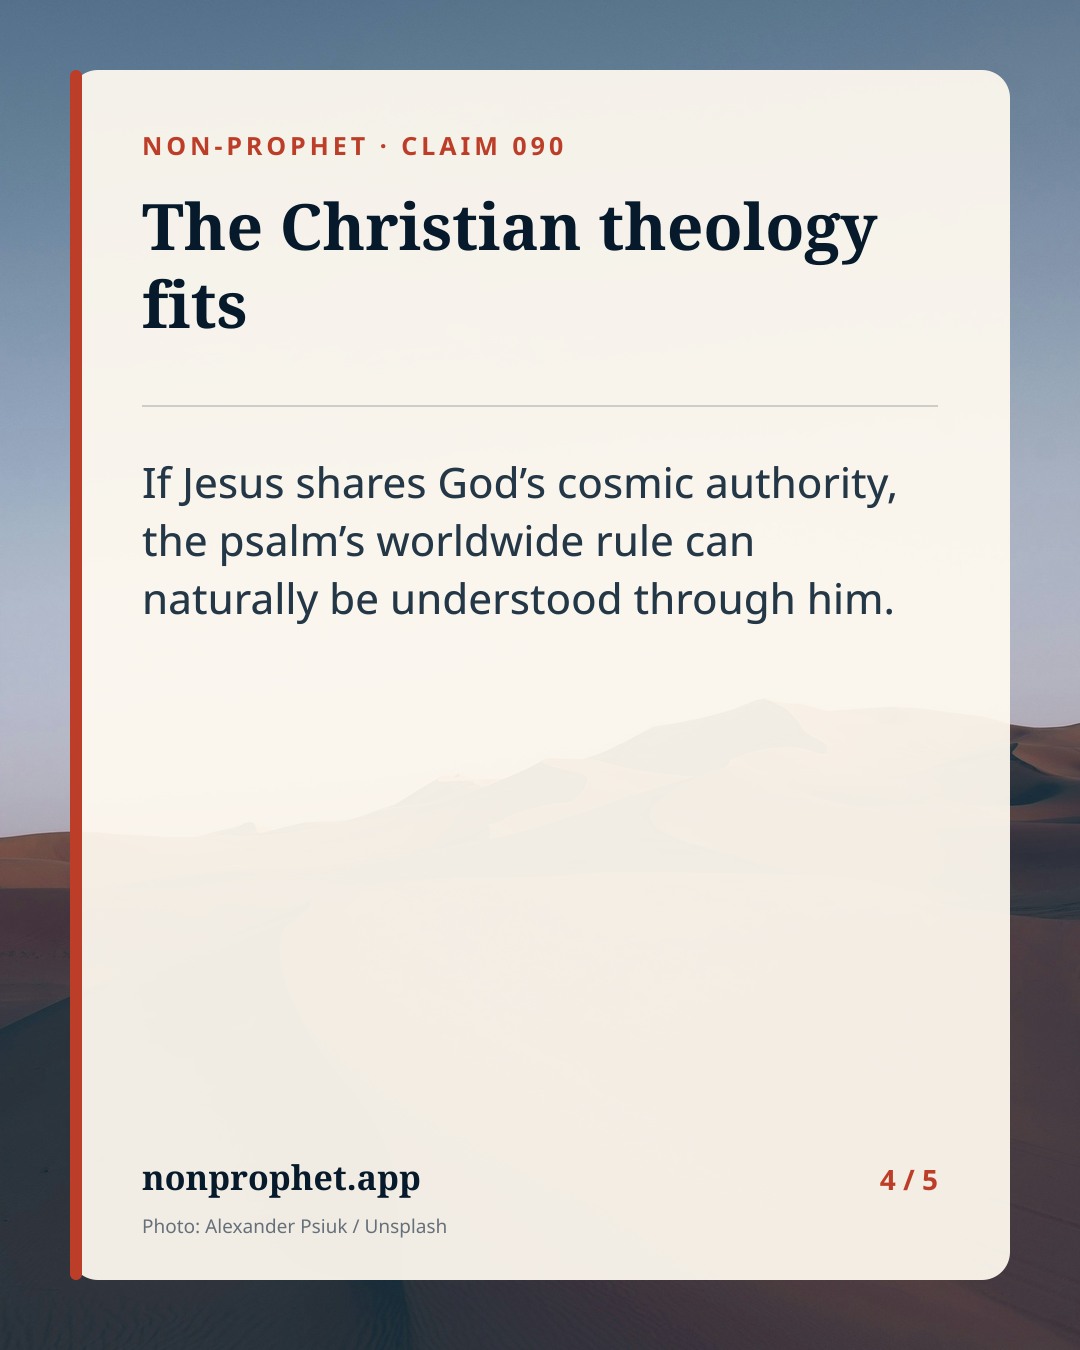 NON-PROPHET · CLAIM 090
The Christian theology
fits
If Jesus shares God’s cosmic authority,
the psalm’s worldwide rule can
naturally be understood through him.
nonprophet.app
4 / 5
Photo: Alexander Psiuk / Unsplash